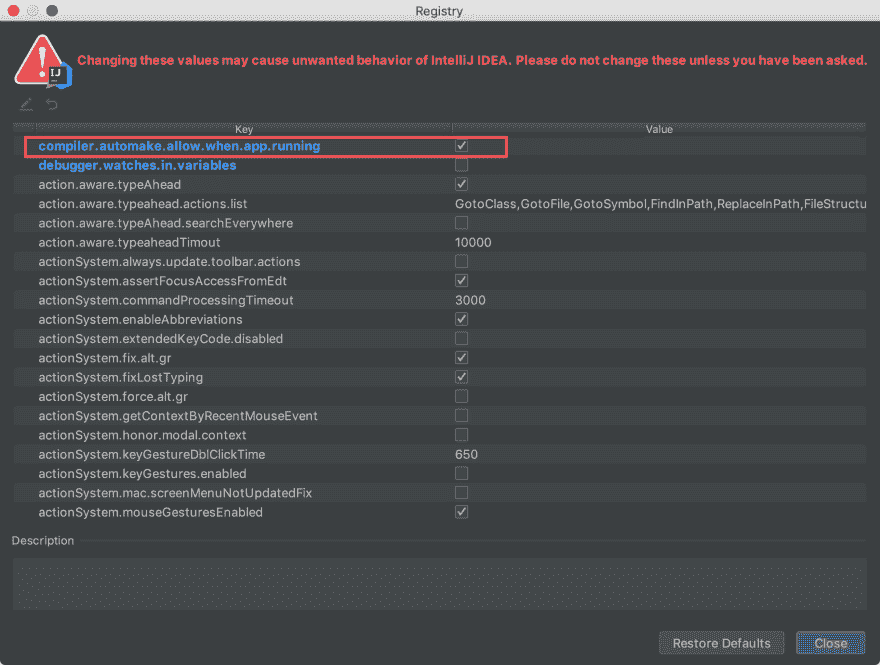 Registry
Changing these values may cause unwanted behavior of IntelliJ IDEA. Please do not change these unless you have been asked.
IJ
Key Value
compiler.automake.allow.when.app.running
debugger.watches.in.variables
action.aware.typeAhead
action.aware.typeahead.actions.list GotoClass,GotoFile,GotoSymbol,FindInPath,ReplaceInPath,FileStructu
action.aware.typeAhead.searchEverywhere
action.aware.typeaheadTimout 10000
actionSystem.always.update.toolbar.actions
actionSystem.assertFocusAccessFromEdt
actionSystem.commandProcessingTimeout 3000
actionSystem.enableAbbreviations
actionSystem.extendedKeyCode.disabled
actionSystem.fix.alt.gr
actionSystem.fixLostTyping
actionSystem.force.alt.gr
actionSystem.getContextByRecentMouseEvent
actionSystem.honor.modal.context
actionSystem.keyGestureDblClickTime 650
actionSystem.keyGestures.enabled
actionSystem.mac.screenMenuNotUpdatedFix
actionSystem.mouseGesturesEnabled
Description
Restore Defaults Close